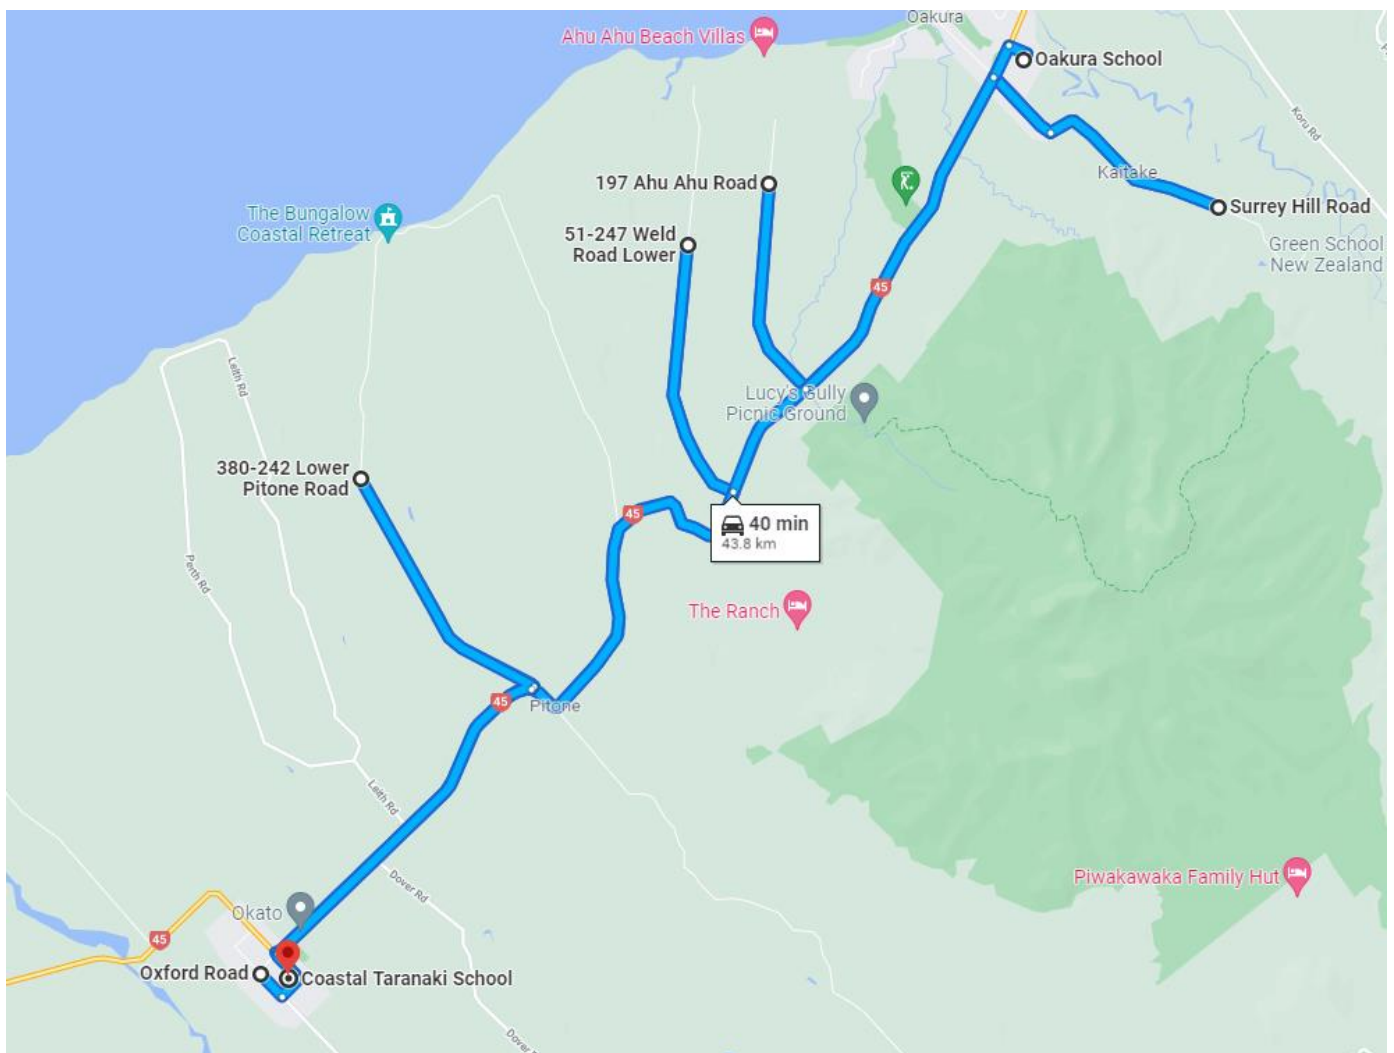 Oakura
Ahu Ahu Beach Villas
Oakura School
Koru Rd
Kaitake
197 Ahu Ahu Road
Surrey Hill Road
The Bungalow
Coastal Retreat
51-247 Weld
Road Lower
Green School
New Zealand
45
Leith Rd
Lucy's Gully
Picnic Ground
380-242 Lower
Pitone Road
45
40 min
43.8 km
Perth Rd
The Ranch
45
Pitone
Leith Rd
Dover Rd
Piwakawaka Family Hut
Okato
45
Oxford Road
Coastal Taranaki School
Dover Rd